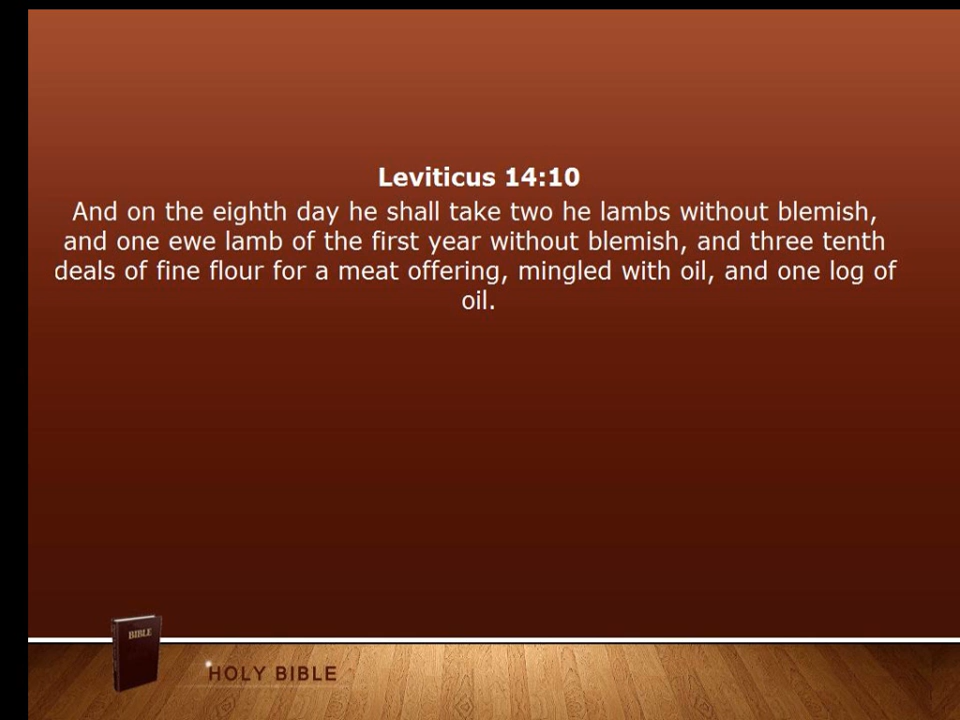 Leviticus 14:10
And on the eighth day he shall take two he lambs without blemish,
and one ewe lamb of the first year without blemish, and three tenth
deals of fine flour for a meat offering, mingled with oil, and one log of
oil.
BIBLE
HOLY BIBLE